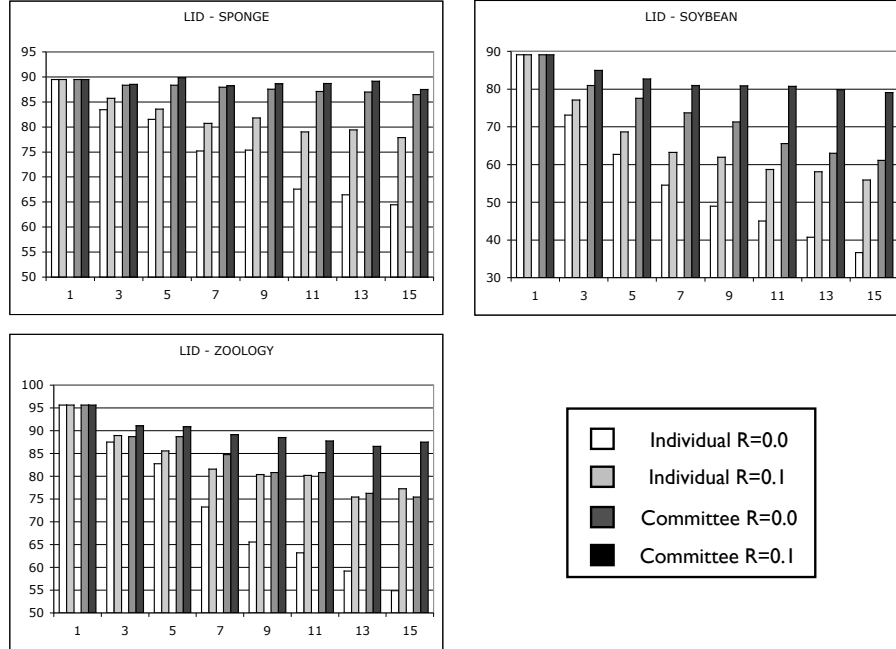 LID - SPONGE
95
90
85
80
75
70
65
60
55
50
1 3 5 7 9 11 13 15
LID - SOYBEAN
90
80
70
60
50
40
30
1 3 5 7 9 11 13 15
LID - ZOOLOGY
100
95
90
85
80
75
70
65
60
55
50
1 3 5 7 9 11 13 15
Individual R=0.0
Individual R=0.1
Committee R=0.0
Committee R=0.1